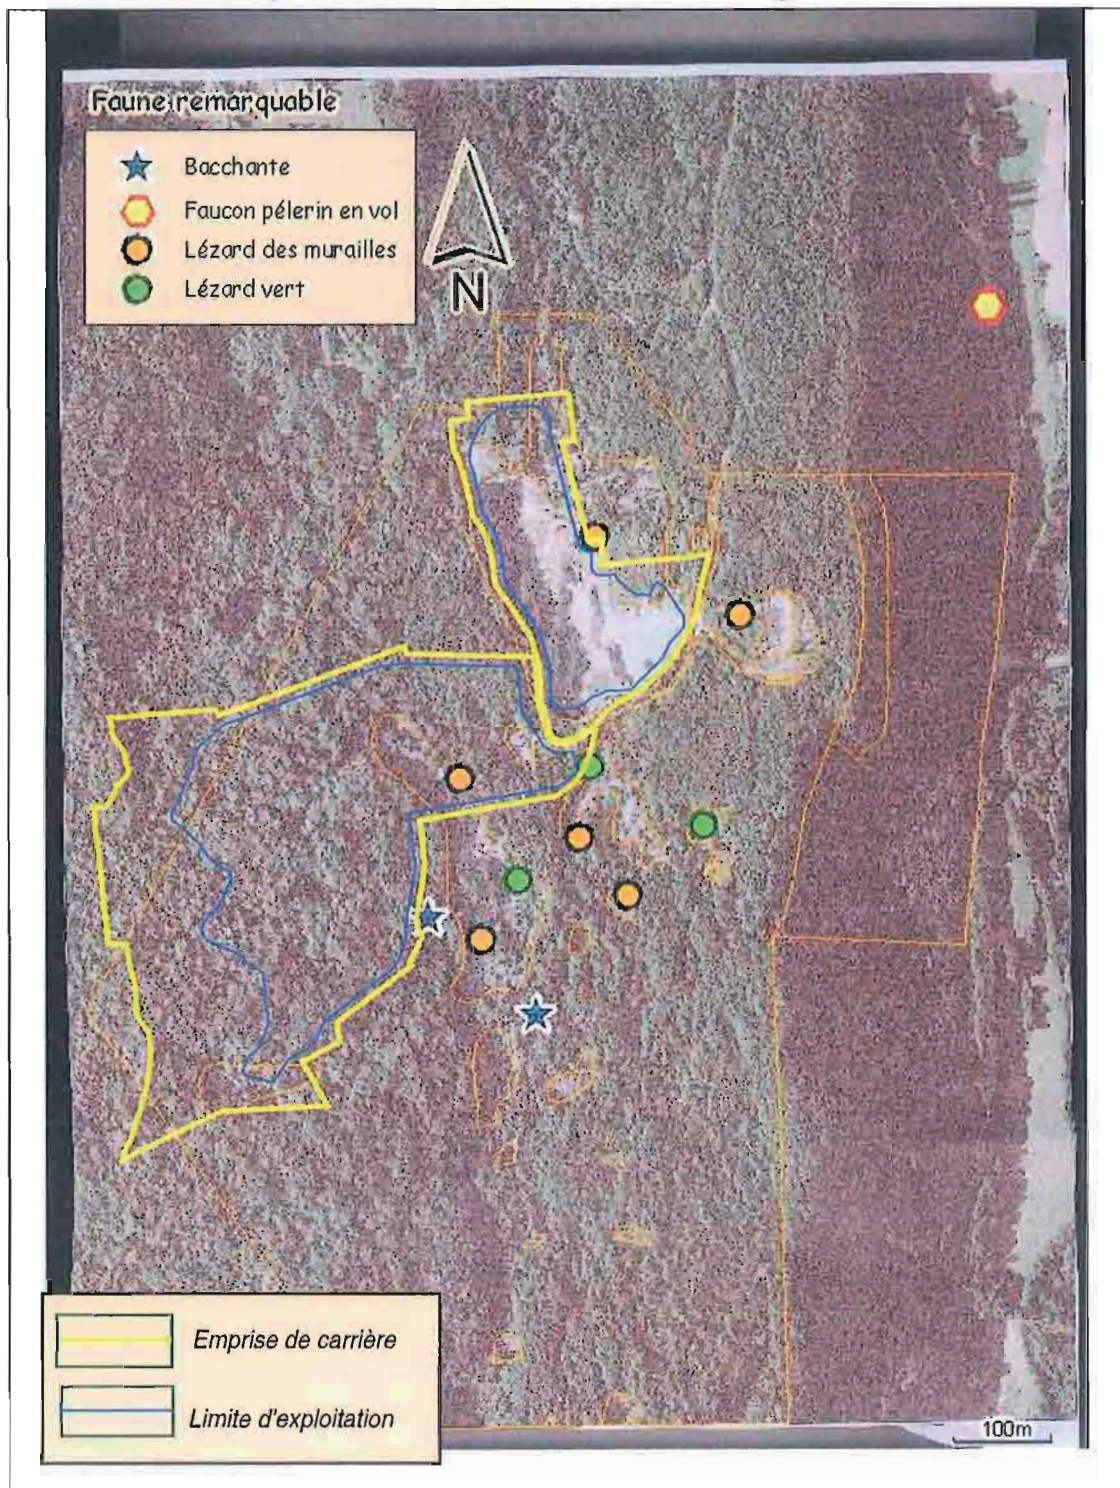 Faune remarquable
Bacchante
Faucon pélerin en vol
Lézard des murailles
Lézard vert
N
Emprise de carrière
Limite d'exploitation
100m